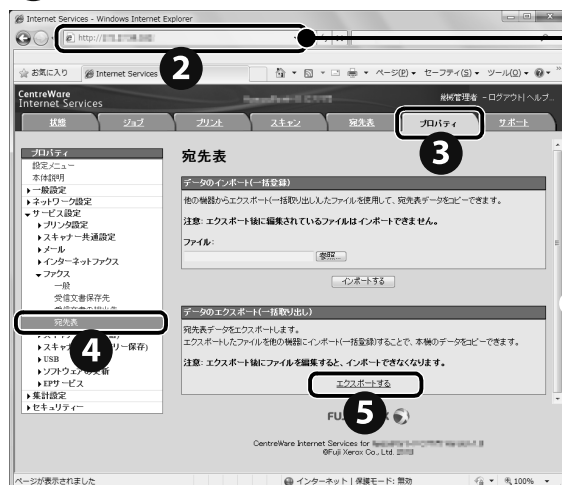 Internet Services - Windows Internet Explorer
http://
2
お気に入り
Internet Services
ページ(P)
セーフティ(S)
ツール(O)
CentreWare
Internet Services
機械管理者 - ログアウト| ヘルプ
状態
ジョブ
プリント
スキャン
宛先表
プロパティ
サポート
3
プロパティ
設定メニュー
本体説明
一般設定
ネットワーク設定
サービス設定
プリンタ設定
スキャナー共通設定
メール
インターネットファクス
ファクス
一般
受信文書保存先
宛先表
4
USB
EPサービス
集計設定
セキュリティー
宛先表
データのインポート(一括登録)
他の機器からエクスポート(一括取り出し)したファイルを使用して、宛先表データをコピーできます。
注意: エクスポート後に編集されているファイルはインポートできません。
ファイル:
参照...
インポートする
データのエクスポート(一括取り出し)
宛先表データをエクスポートします。
エクスポートしたファイルを他の機器にインポート(一括登録)することで、本機のデータをコピーできます。
注意: エクスポート後にファイルを編集すると、インポートできなくなります。
エクスポートする
5
CentreWare Internet Services for
©Fuji Xerox Co., Ltd.
ページが表示されました
インターネット | 保護モード: 無効
100%